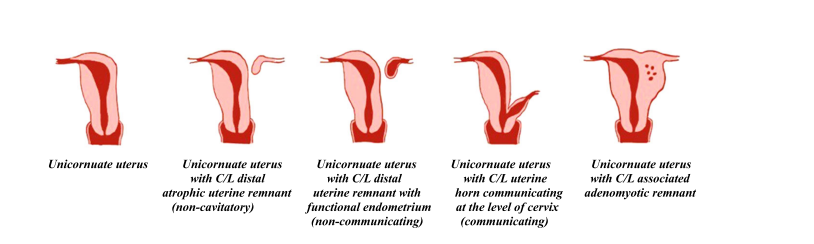 Unicornuate uterus
Unicornuate uterus
with C/L distal
atrophic uterine remnant
(non-cavitatory)
Unicornuate uterus
with C/L distal
uterine remnant with
functional endometrium
(non-communicating)
Unicornuate uterus
with C/L uterine
horn communicating
at the level of cervix
(communicating)
Unicornuate uterus
with C/L associated
adenomyotic remnant